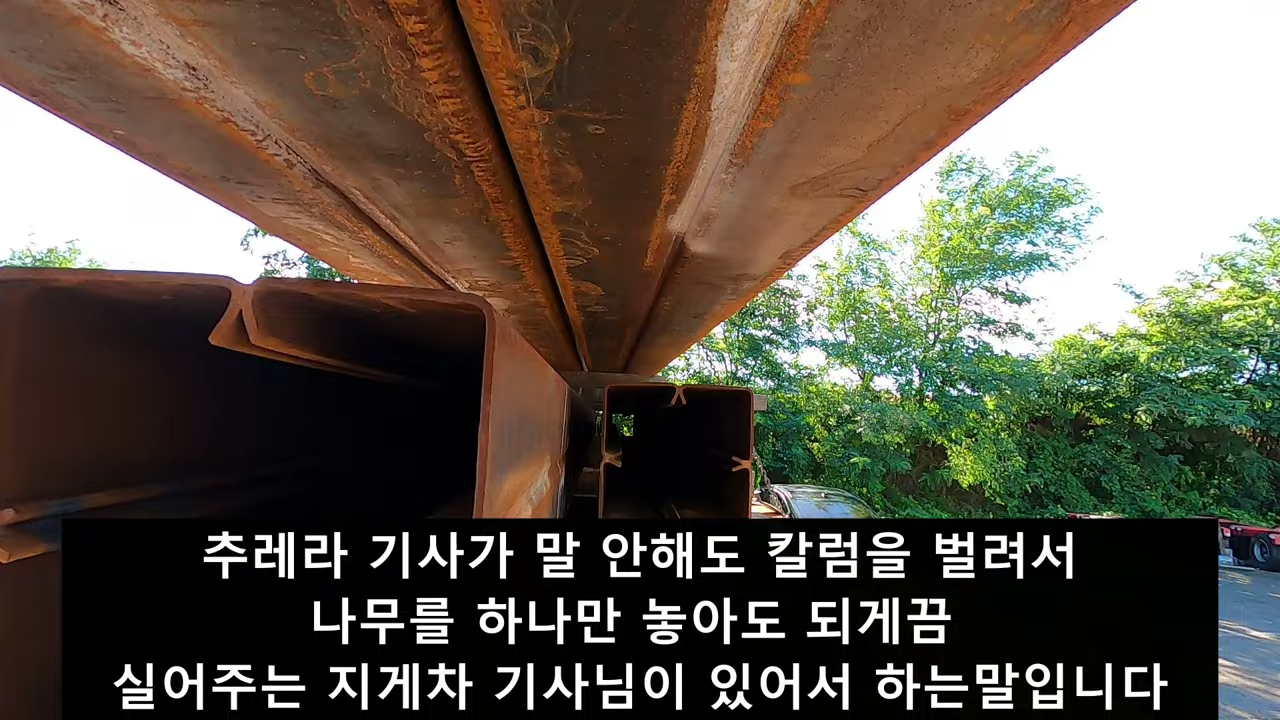 추레라 기사가 말 안해도 칼럼을 벌려서
나무를 하나만 놓아도 되게끔
실어주는 지게차 기사님이 있어서 하는말입니다